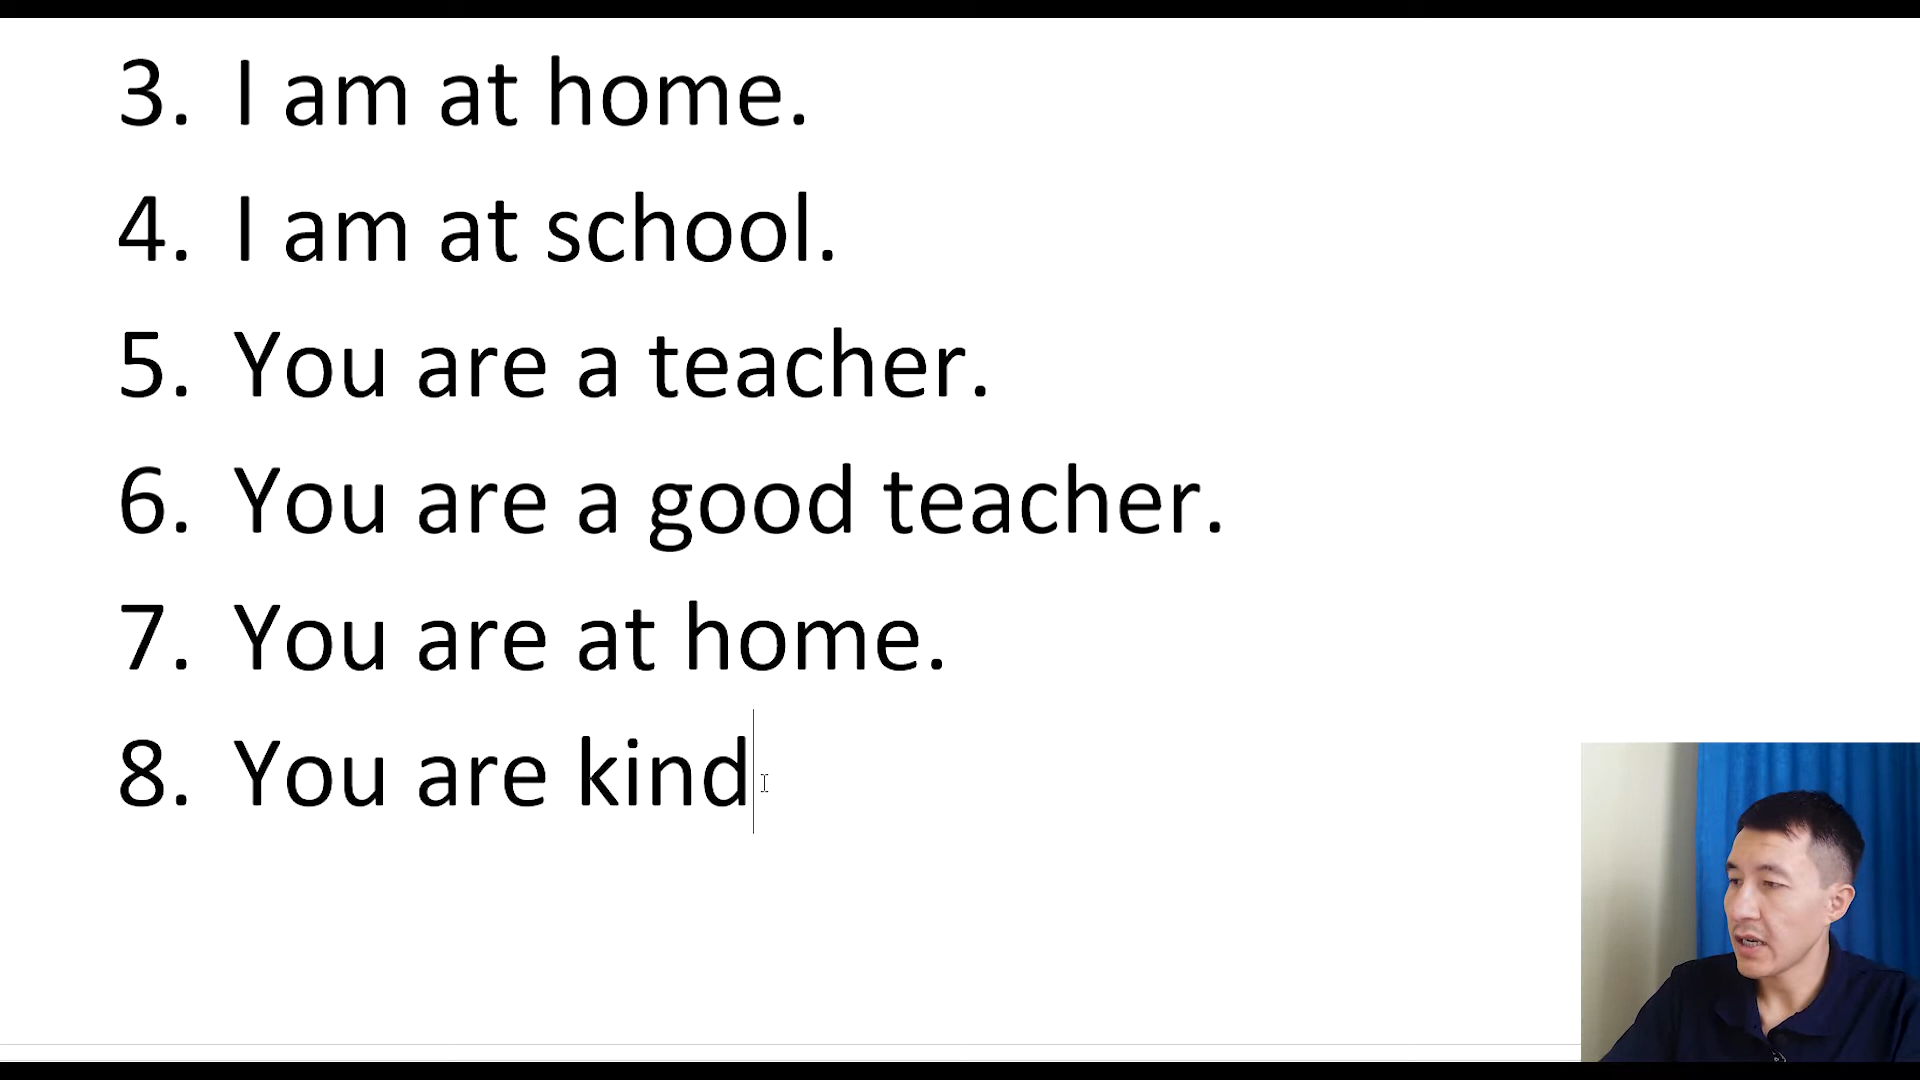 3. I am at home.
4. I am at school.
5. You are a teacher.
6. You are a good teacher.
7. You are at home.
8. You are kind